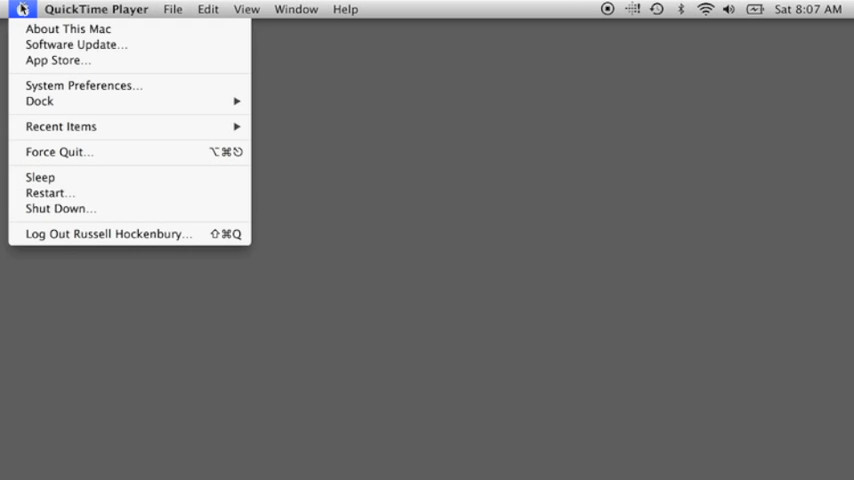 QuickTime Player File Edit View Window Help Sat 8:07 AM
About This Mac
Software Update...
App Store...
System Preferences...
Dock
Recent Items
Force Quit... ⌥⌘⎋
Sleep
Restart...
Shut Down...
Log Out Russell Hockenbury... ⇧⌘Q